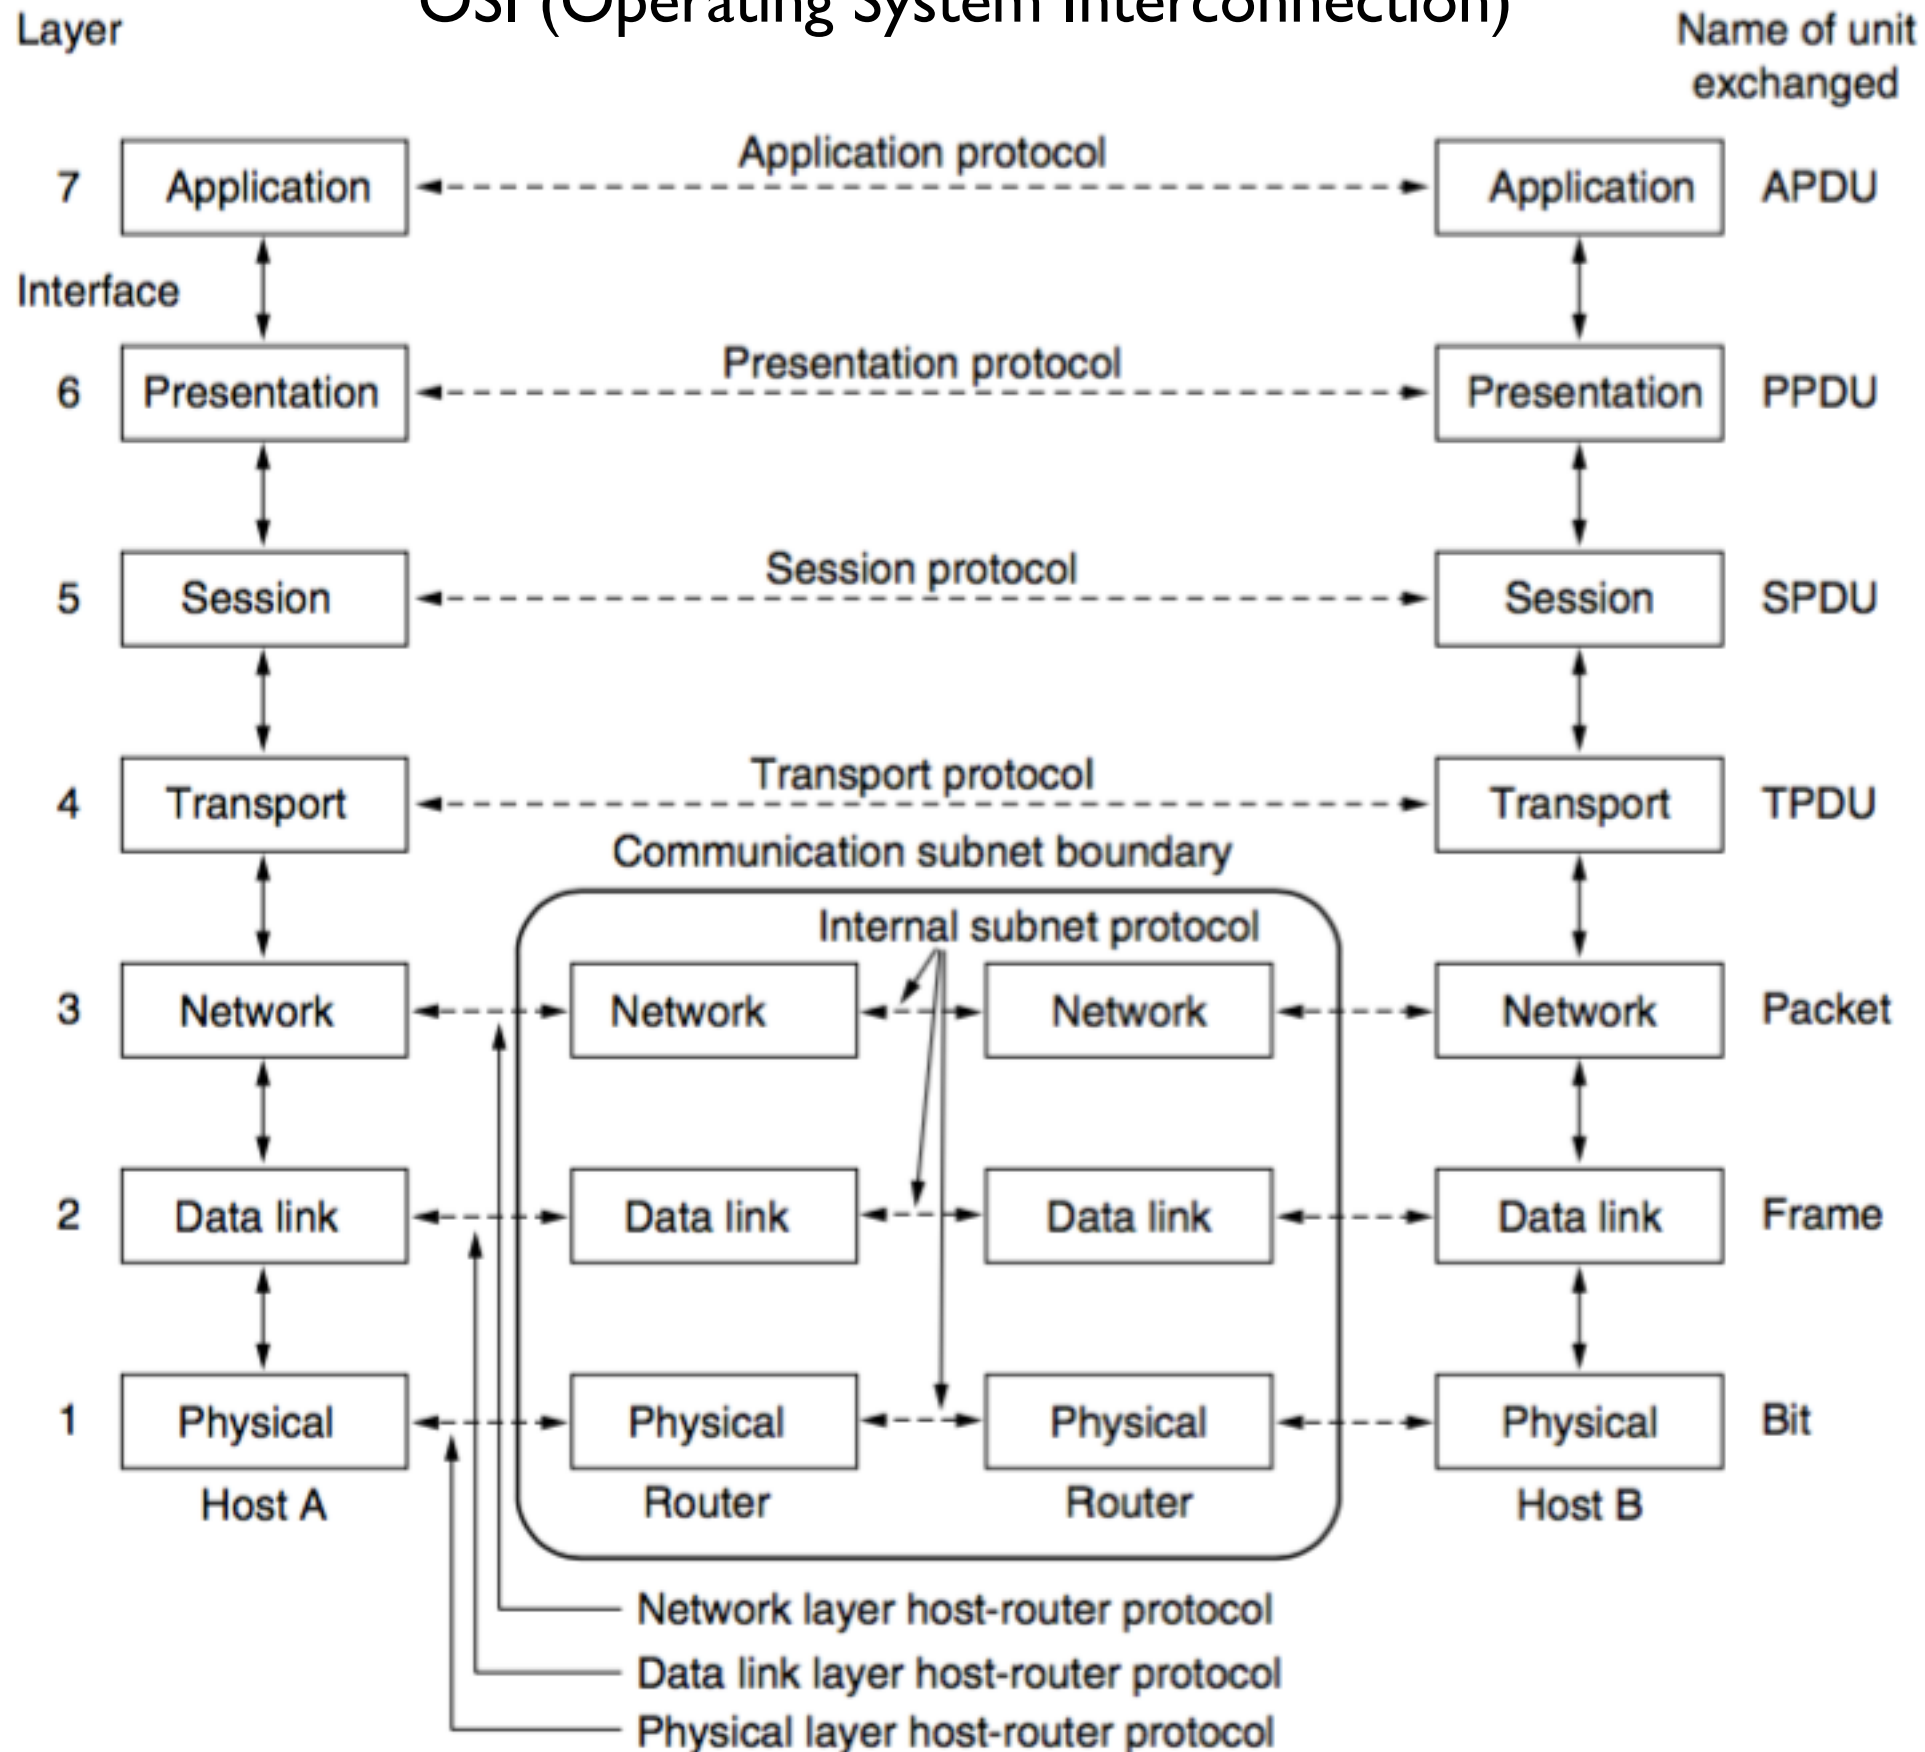 OSI (Operating System Interconnection)
Layer
Name of unit
exchanged
Application protocol
7
Application
Application
APDU
Interface
Presentation protocol
6
Presentation
Presentation
PPDU
Session protocol
5
Session
Session
SPDU
Transport protocol
4
Transport
Transport
TPDU
Communication subnet boundary
Internal subnet protocol
3
Network
Network
Network
Network
Packet
2
Data link
Data link
Data link
Data link
Frame
1
Physical
Physical
Physical
Physical
Bit
Host A
Router
Router
Host B
Network layer host-router protocol
Data link layer host-router protocol
Physical layer host-router protocol